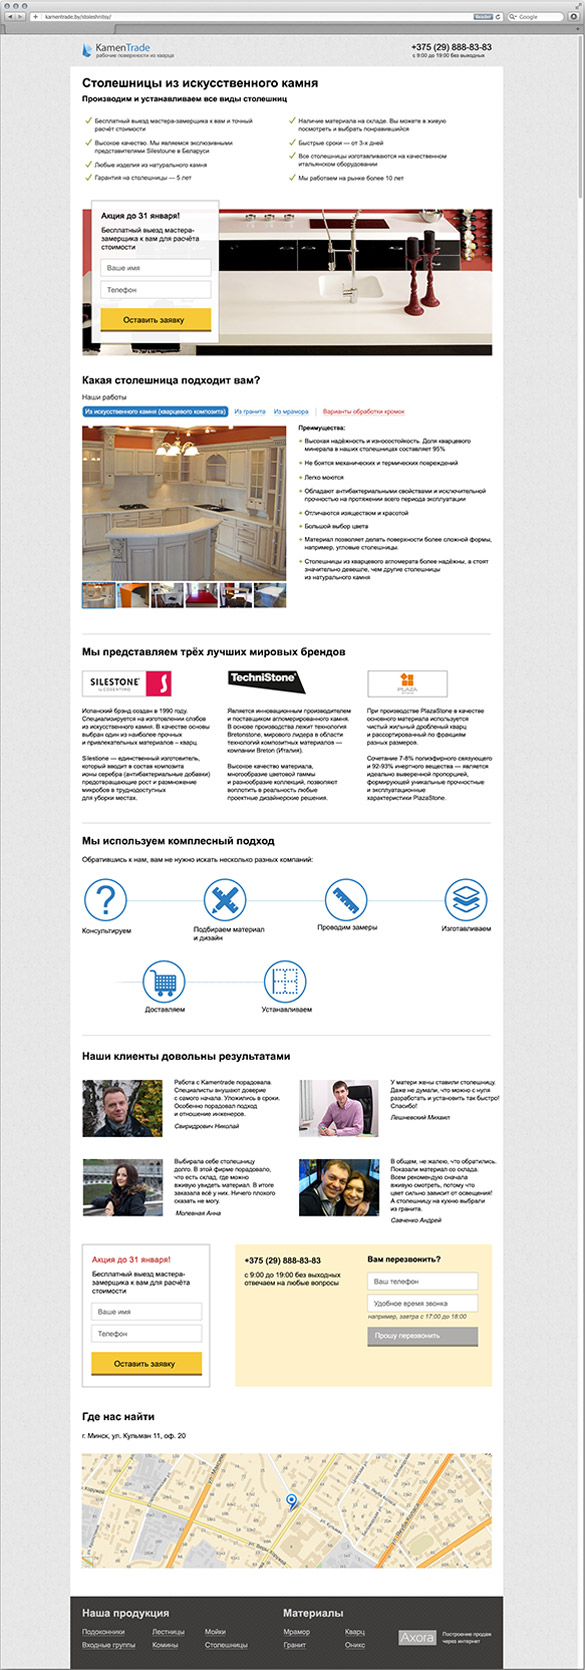 kamentrade.by/stoleshnitsy/
Reader
Google
KamenTrade
рабочие поверхности из кварца
+375 (29) 888-83-83
с 9:00 до 19:00 без выходных
Столешницы из искусственного камня
Производим и устанавливаем все виды столешниц
Бесплатный выезд мастера-замерщика к вам и точный
расчёт стоимости
Высокое качество. Мы являемся эксклюзивными
представителями Silestoune в Беларуси
Любые изделия из натурального камня
Гарантия на столешницы — 5 лет
Наличие материала на складе. Вы можете в живую
посмотреть и выбрать понравившийся
Быстрые сроки — от 3-х дней
Все столешницы изготавливаются на качественном
итальянском оборудовании
Мы работаем на рынке более 10 лет
Акция до 31 января!
Бесплатный выезд мастера-
замерщика к вам для расчёта
стоимости
Ваше имя
Телефон
Оставить заявку
Какая столешница подходит вам?
Наши работы
Из искуственного камня (кварцевого композита)
Из гранита
Из мрамора
Варианты обработки кромок
Преимущества:
Высокая надёжность и износостойкость. Доля кварцевого
минерала в наших столешницах составляет 95%
Не боятся механических и термических повреждений
Легко моются
Обладают антибактериальными свойствами и исключительной
прочностью на протяжении всего периода эксплуатации
Отличаются изяществом и красотой
Большой выбор цвета
Материал позволяет делать поверхности более сложной формы,
например, угловые столешницы.
Столешницы из кварцевого агломерата более надёжны, а стоят
значительно дешевле, чем другие столешницы
из натурального камня
Мы представляем трёх лучших мировых брендов
SILESTONE
by COSENTINO
TechniStone
PLAZA
Испанский брэнд создан в 1990 году.
Специализируется на изготовлении слэбов
из искусственного камня. В качестве основы
выбран один из наиболее прочных
и привлекательных материалов – кварц
Silestone — единственный изготовитель,
который вводит в состав композита
ионы серебра (антибактериальные добавки)
предотвращающие рост и размножение
микробов в труднодоступных
для уборки местах.
Является инновационным производителем
и поставщиком агломерированного камня.
В основе производства лежит технология
Bretonstone, мирового лидера в области
технологий композитных материалов —
компании Breton (Италия).
Высокое качество материала,
многообразие цветовой гаммы
и разнообразие коллекций, позволяют
воплотить в реальность любые
проектные дизайнерские решения.
При производстве PlazaStone в качестве
основного материала используется
чистый жильный дробленый кварц
и рассортированный по фракциям
разных размеров.
Сочетание 7-8% полиэфирного связующего
и 92-93% инертного вещества — является
идеально выверенной пропорцией,
формирующей уникальные прочностные
и эксплуатационные
характеристики PlazaStone.
Мы используем комплесный подход
Обратившись к нам, вам не нужно искать несколько разных компаний:
Консультируем
Подбираем материал
и дизайн
Проводим замеры
Изготавливаем
Доставляем
Устанавливаем
Наши клиенты довольны результатами
Работа с Kamentrade порадовала.
Специалисты внушают доверие
с самого начала. Уложились в сроки.
Особенно порадовал подход
и отношение инженеров.
Свиридрович Николай
У матери жены ставили столешницу.
Даже не думали, что можно с нуля
разработать и установить так быстро!
Спасибо!
Лешневский Михаил
Выбирала себе столешницу
долго. В этой фирме порадовало,
что есть склад, где можно
вживую увидеть материал. В итоге
заказала всё у них. Ничего плохого
сказать не могу.
Молевная Анна
В общем, не жалею, что обратились.
Показали материал со склада.
Всем рекомендую сначала
вживую смотреть, потому что
цвет сильно зависит от освещения!
А столешницу на кухню выбрали
из гранита.
Савченко Андрей
Акция до 31 января!
Бесплатный выезд мастера-
замерщика к вам для расчёта
стоимости
Ваше имя
Телефон
Оставить заявку
+375 (29) 888-83-83
с 9:00 до 19:00 без выходных
отвечаем на любые вопросы
Вам перезвонить?
Ваш телефон
Удобное время звонка
например, завтра с 17:00 до 18:00
Прошу перезвонить
Где нас найти
г. Минск, ул. Кульман 11, оф. 20
Наша продукция
Подоконники
Лестницы
Мойки
Входные группы
Комины
Столешницы
Материалы
Мрамор
Кварц
Гранит
Оникс
Axora
Построение продаж
через интернет